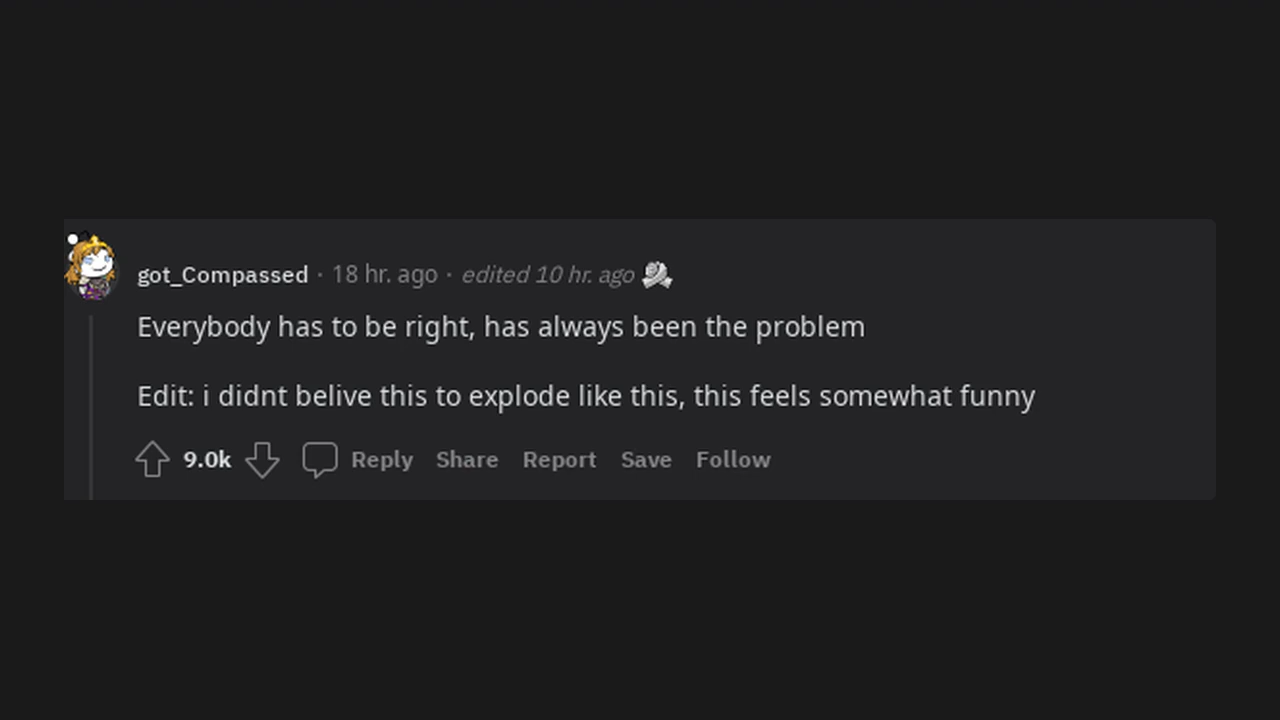 got_Compassed · 18 hr. ago · edited 10 hr. ago
Everybody has to be right, has always been the problem
Edit: i didnt belive this to explode like this, this feels somewhat funny
9.0k Reply Share Report Save Follow